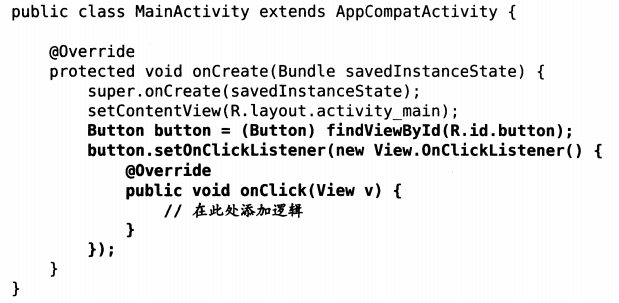 public class MainActivity extends AppCompatActivity {
@Override
protected void onCreate(Bundle savedInstanceState) {
super.onCreate(savedInstanceState);
setContentView(R.layout.activity_main);
Button button = (Button) findViewById(R.id.button);
button.setOnClickListener(new View.OnClickListener() {
@Override
public void onClick(View v) {
// 在此处添加逻辑
}
});
}
}